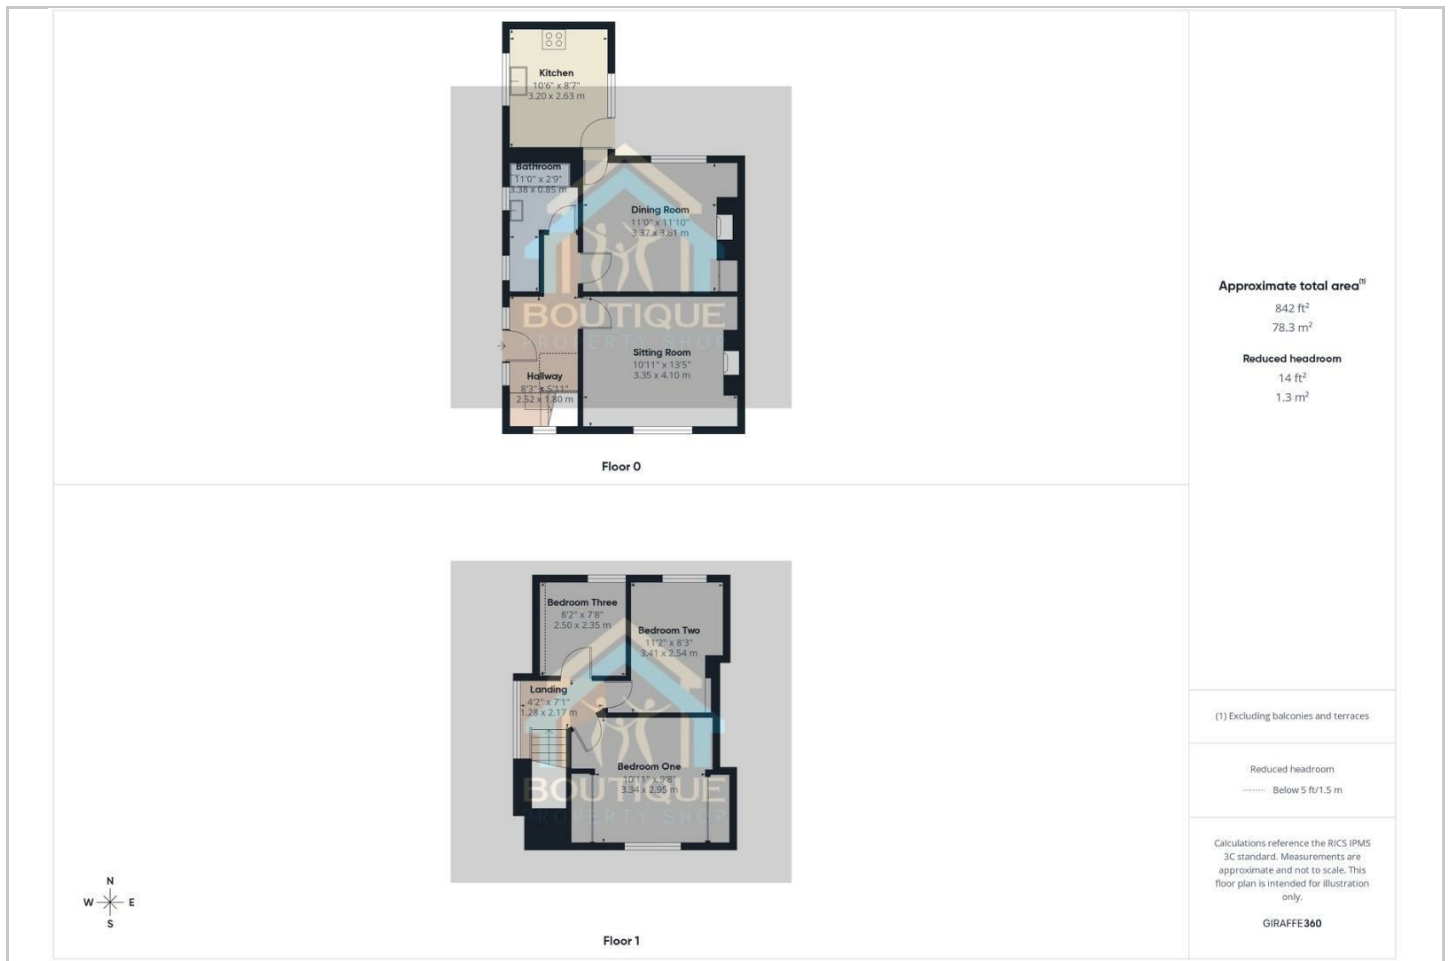 Kitchen
10'6" x 8'7"
3.20 x 2.63 m
Bathroom
11'0" x 2'9"
3.38 x 0.85 m
Dining Room
11'0" x 11'10"
3.37 x 3.61 m
BOUTIQUE
PROPERTY SHOP
Sitting Room
10'11" x 13'5"
3.35 x 4.10 m
Hallway
8'3" x 5'11"
2.52 x 1.80 m
Floor 0
Approximate total area(1)
842 ft²
78.3 m²
Reduced headroom
14 ft²
1.3 m²
Bedroom Three
8'2" x 7'8"
2.50 x 2.35 m
Bedroom Two
11'2" x 8'3"
3.41 x 2.54 m
Landing
4'2" x 7'1"
1.28 x 2.17 m
Bedroom One
10'11" x 9'8"
3.34 x 2.95 m
BOUTIQUE
PROPERTY SHOP
N
W E
S
Floor 1
(1) Excluding balconies and terraces
Reduced headroom
Below 5 ft/1.5 m
Calculations reference the RICS IPMS
3C standard. Measurements are
approximate and not to scale. This
floor plan is intended for illustration
only.
GIRAFFE360